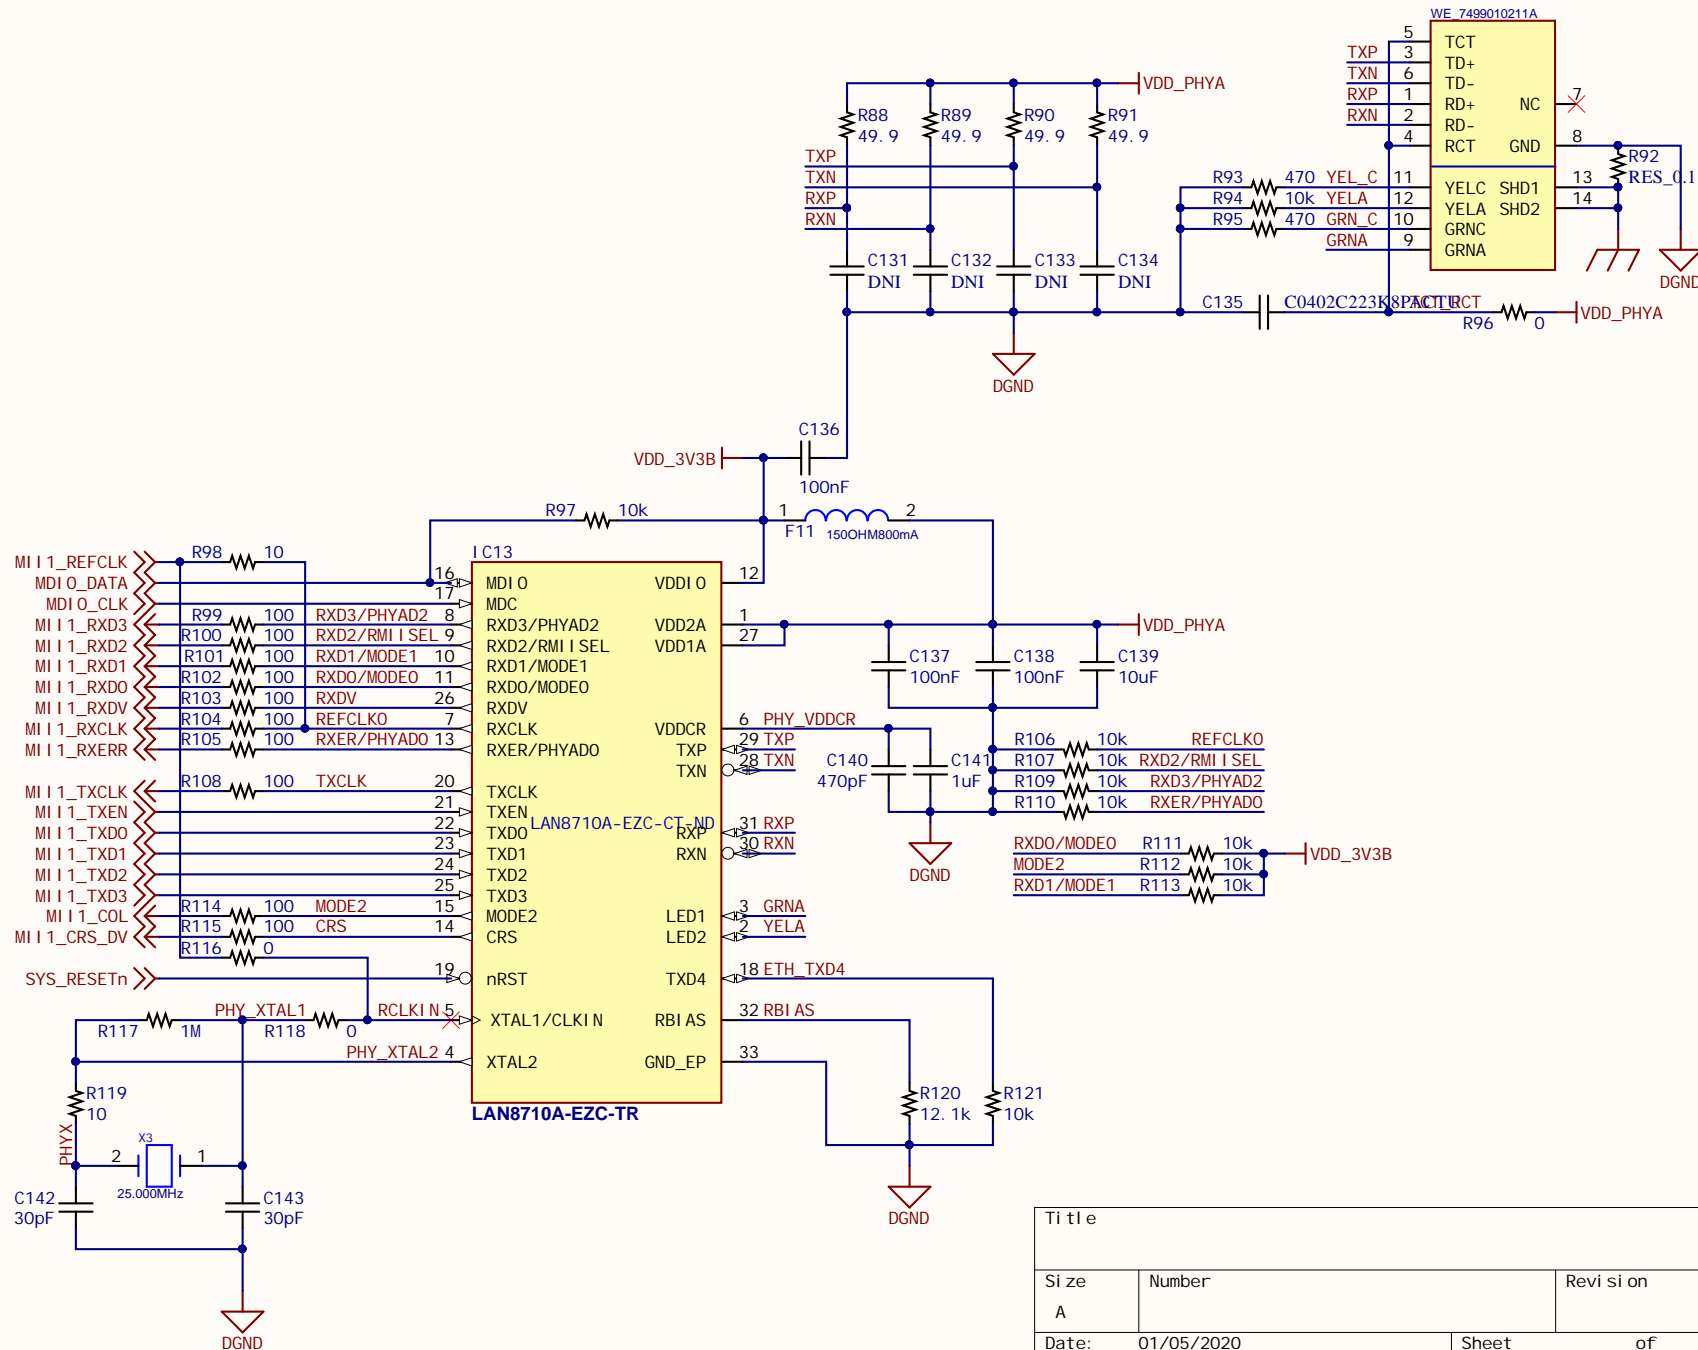 WE_7499010211A
5 TCT
TXP 3 TD+
TXN 6 TD-
RXP 1 RD+ NC 7
RXN 2 RD-
4 RCT GND 8
R92
RES_0.1
R93 470 YEL_C 11 YELC SHD1 13
R94 10k YELA 12 YELA SHD2 14
R95 470 GRN_C 10 GRNC
GRNA 9 GRNA
DGND
VDD_PHYA
R88 R89 R90 R91
49.9 49.9 49.9 49.9
TXP
TXN
RXP
RXN
C131 C132 C133 C134
DNI DNI DNI DNI
C135 C0402C223K8PACTU
R96 0 VDD_PHYA
DGND
C136
VDD_3V3B
100nF
R97 10k
1 2
F11 150OHM800mA
IC13
MII1_REFCLK R98 10
MDIO_DATA 16 MDIO VDDIO 12
MDIO_CLK 17 MDC
MII1_RXD3 R99 100 RXD3/PHYAD2 8 RXD3/PHYAD2 VDD2A 1 VDD_PHYA
MII1_RXD2 R100 100 RXD2/RMIISEL 9 RXD2/RMIISEL VDD1A 27
MII1_RXD1 R101 100 RXD1/MODE1 10 RXD1/MODE1
MII1_RXD0 R102 100 RXD0/MODE0 11 RXD0/MODE0
MII1_RXDV R103 100 RXDV 26 RXDV
MII1_RXCLK R104 100 REFCLKO 7 RXCLK VDDCR 6 PHY_VDDCR
MII1_RXERR R105 100 RXER/PHYAD0 13 RXER/PHYAD0 TXP 29 TXP
TXN 28 TXN
C137 C138 C139
100nF 100nF 10uF
C140 C141
470pF 1uF
R106 10k REFCLKO
R107 10k RXD2/RMIISEL
R109 10k RXD3/PHYAD2
R110 10k RXER/PHYAD0
MII1_TXCLK R108 100 TXCLK 20 TXCLK
MII1_TXEN 21 TXEN
MII1_TXD0 22 TXD0 LAN8710A-EZC-CT-ND RXP 31 RXP
MII1_TXD1 23 TXD1 RXN 30 RXN
MII1_TXD2 24 TXD2
MII1_TXD3 25 TXD3
MII1_COL R114 100 MODE2 15 MODE2 LED1 3 GRNA
MII1_CRS_DV R115 100 CRS 14 CRS LED2 2 YELA
R116 0
DGND
RXD0/MODE0 R111 10k VDD_3V3B
MODE2 R112 10k
RXD1/MODE1 R113 10k
SYS_RESETn 19 nRST TXD4 18 ETH_TXD4
R117 1M PHY_XTAL1 R118 0 RCLKIN 5 XTAL1/CLKIN RBIAS 32 RBIAS
PHY_XTAL2 4 XTAL2 GND_EP 33
R119
10
R120
12.1k
R121
10k
LAN8710A-EZC-TR
PHYX
X3
2 1
25.000MHz
C142
30pF
C143
30pF
DGND
DGND
Title
Size Number Revision
A
Date: 01/05/2020 Sheet of